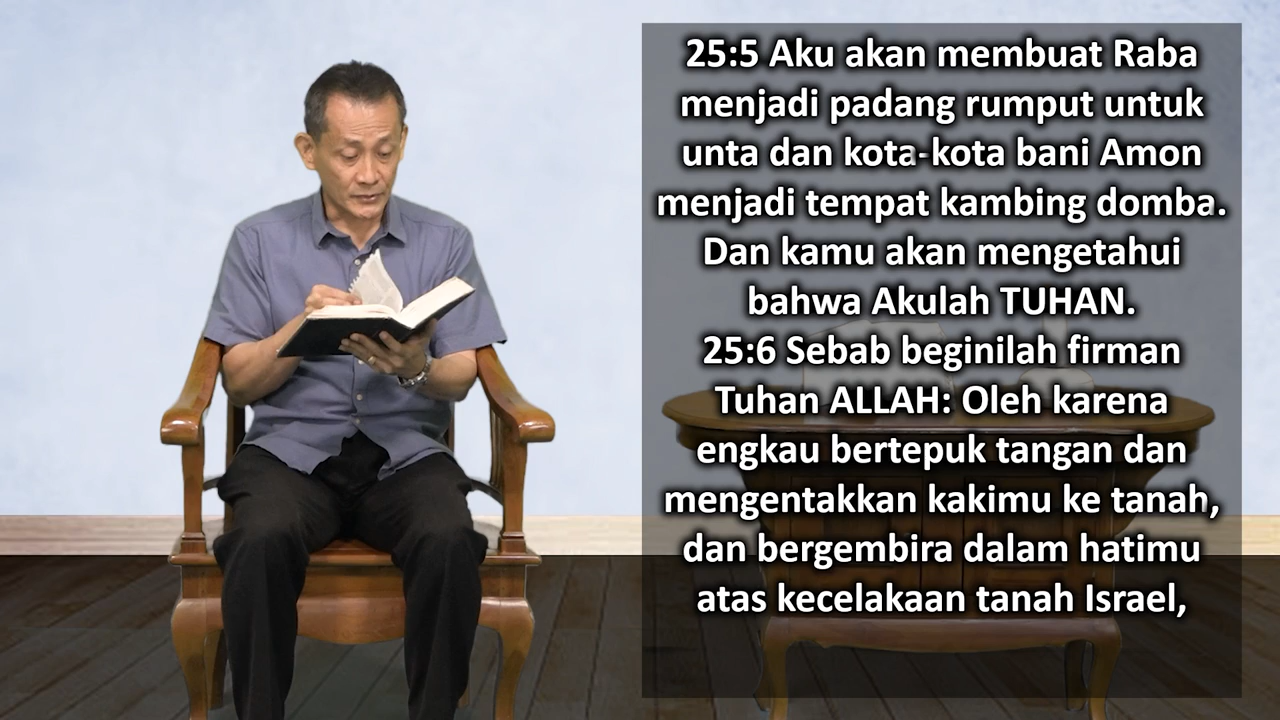 25:5 Aku akan membuat Raba
menjadi padang rumput untuk
unta dan kota-kota bani Amon
menjadi tempat kambing domba.
Dan kamu akan mengetahui
bahwa Akulah TUHAN.
25:6 Sebab beginilah firman
Tuhan ALLAH: Oleh karena
engkau bertepuk tangan dan
mengentakkan kakimu ke tanah,
dan bergembira dalam hatimu
atas kecelakaan tanah Israel,